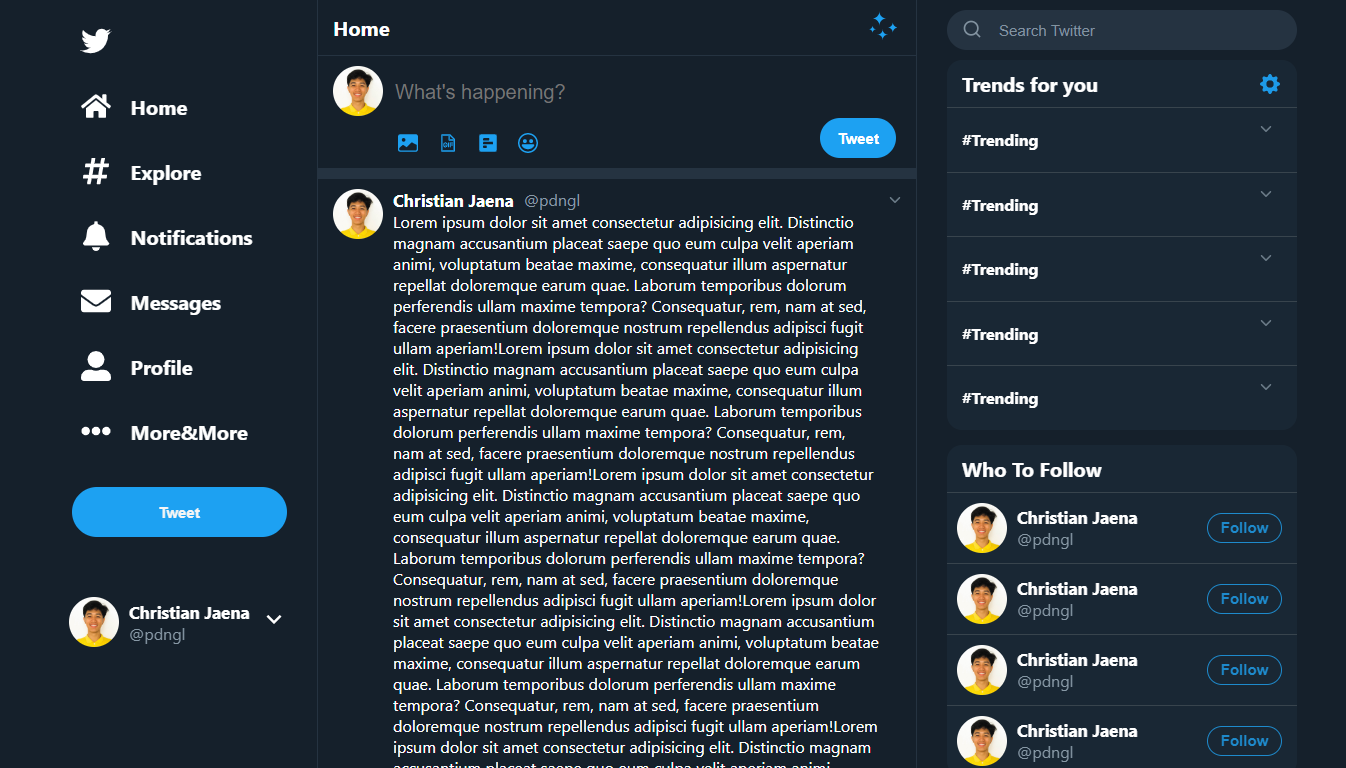 Home
Explore
Notifications
Messages
Profile
More&More
Tweet
Christian Jaena
@pdngl
Home
What's happening?
GIF
Tweet
Christian Jaena @pdngl
Lorem ipsum dolor sit amet consectetur adipisicing elit. Distinctio
magnam accusantium placeat saepe quo eum culpa velit aperiam
animi, voluptatum beatae maxime, consequatur illum aspernatur
repellat doloremque earum quae. Laborum temporibus dolorum
perferendis ullam maxime tempora? Consequatur, rem, nam at sed,
facere praesentium doloremque nostrum repellendus adipisci fugit
ullam aperiam!Lorem ipsum dolor sit amet consectetur adipisicing
elit. Distinctio magnam accusantium placeat saepe quo eum culpa
velit aperiam animi, voluptatum beatae maxime, consequatur illum
aspernatur repellat doloremque earum quae. Laborum temporibus
dolorum perferendis ullam maxime tempora? Consequatur, rem,
nam at sed, facere praesentium doloremque nostrum repellendus
adipisci fugit ullam aperiam!Lorem ipsum dolor sit amet consectetur
adipisicing elit. Distinctio magnam accusantium placeat saepe quo
eum culpa velit aperiam animi, voluptatum beatae maxime,
consequatur illum aspernatur repellat doloremque earum quae.
Laborum temporibus dolorum perferendis ullam maxime tempora?
Consequatur, rem, nam at sed, facere praesentium doloremque
nostrum repellendus adipisci fugit ullam aperiam!Lorem ipsum dolor
sit amet consectetur adipisicing elit. Distinctio magnam accusantium
placeat saepe quo eum culpa velit aperiam animi, voluptatum beatae
maxime, consequatur illum aspernatur repellat doloremque earum
quae. Laborum temporibus dolorum perferendis ullam maxime
tempora? Consequatur, rem, nam at sed, facere praesentium
doloremque nostrum repellendus adipisci fugit ullam aperiam!Lorem
ipsum dolor sit amet consectetur adipisicing elit. Distinctio magnam
accusantium placeat saepe quo eum culpa velit aperiam animi,
Search Twitter
Trends for you
#Trending
#Trending
#Trending
#Trending
#Trending
Who To Follow
Christian Jaena
@pdngl
Follow
Christian Jaena
@pdngl
Follow
Christian Jaena
@pdngl
Follow
Christian Jaena
@pdngl
Follow